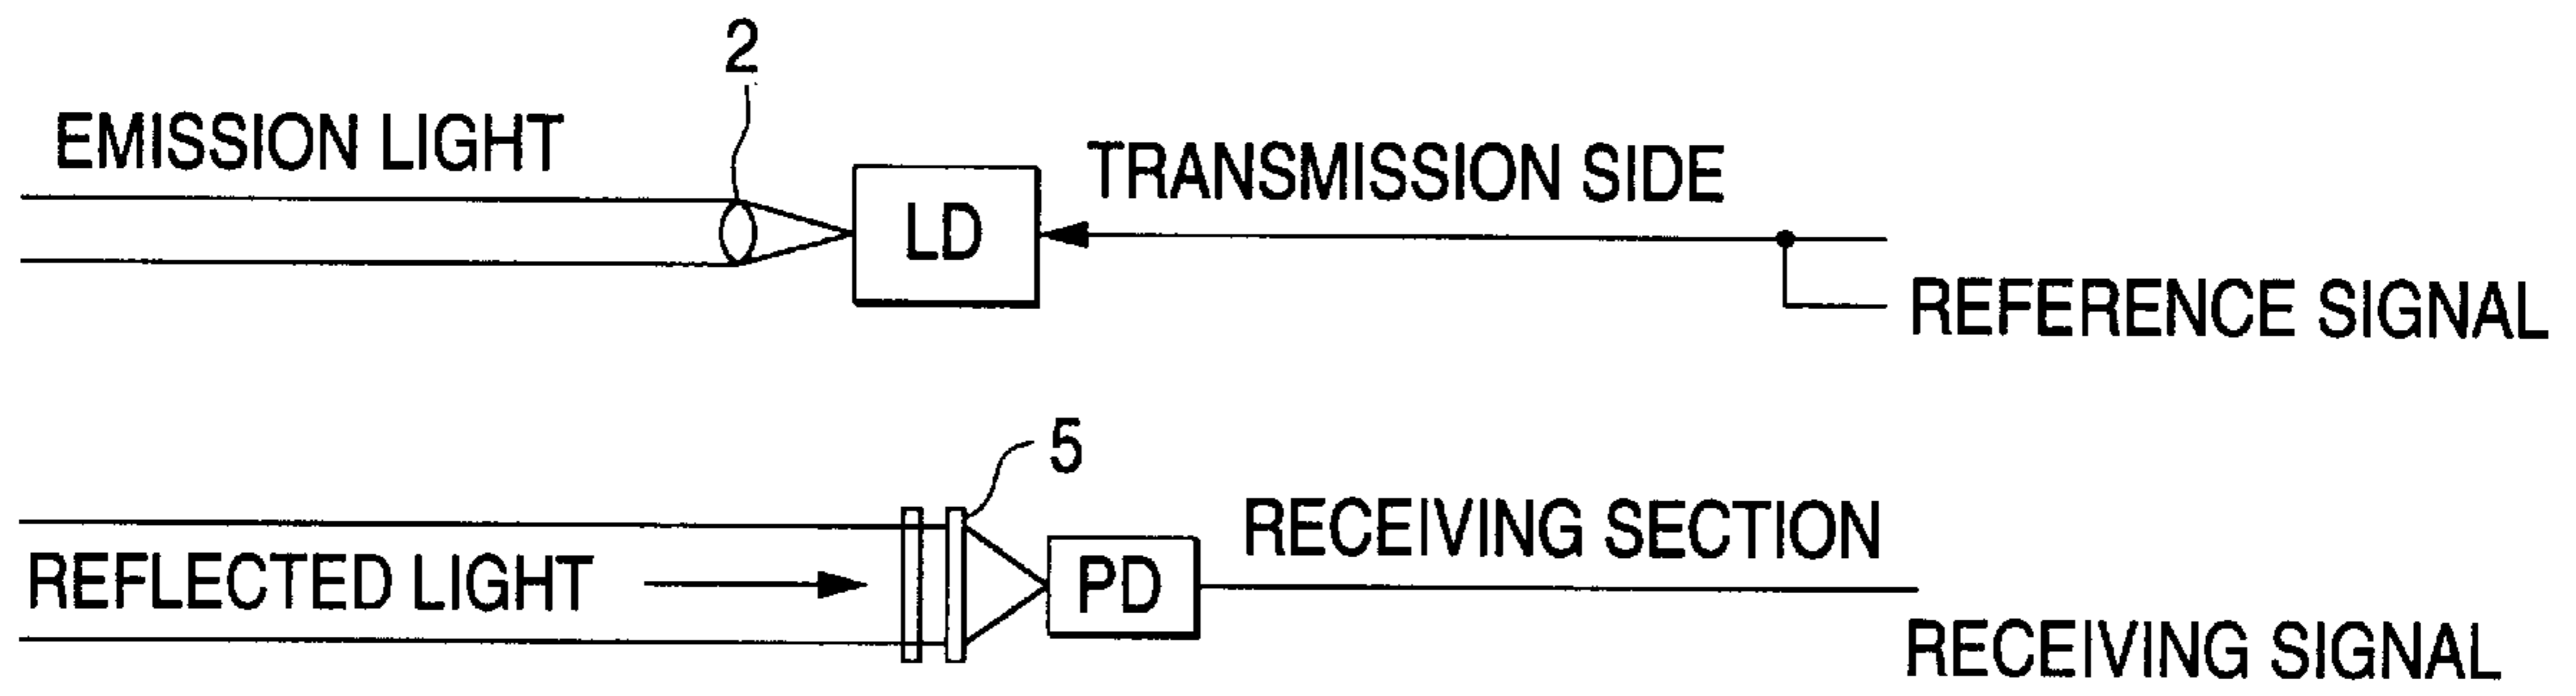 2
EMISSION LIGHT
LD
TRANSMISSION SIDE
REFERENCE SIGNAL
5
REFLECTED LIGHT
PD
RECEIVING SECTION
RECEIVING SIGNAL